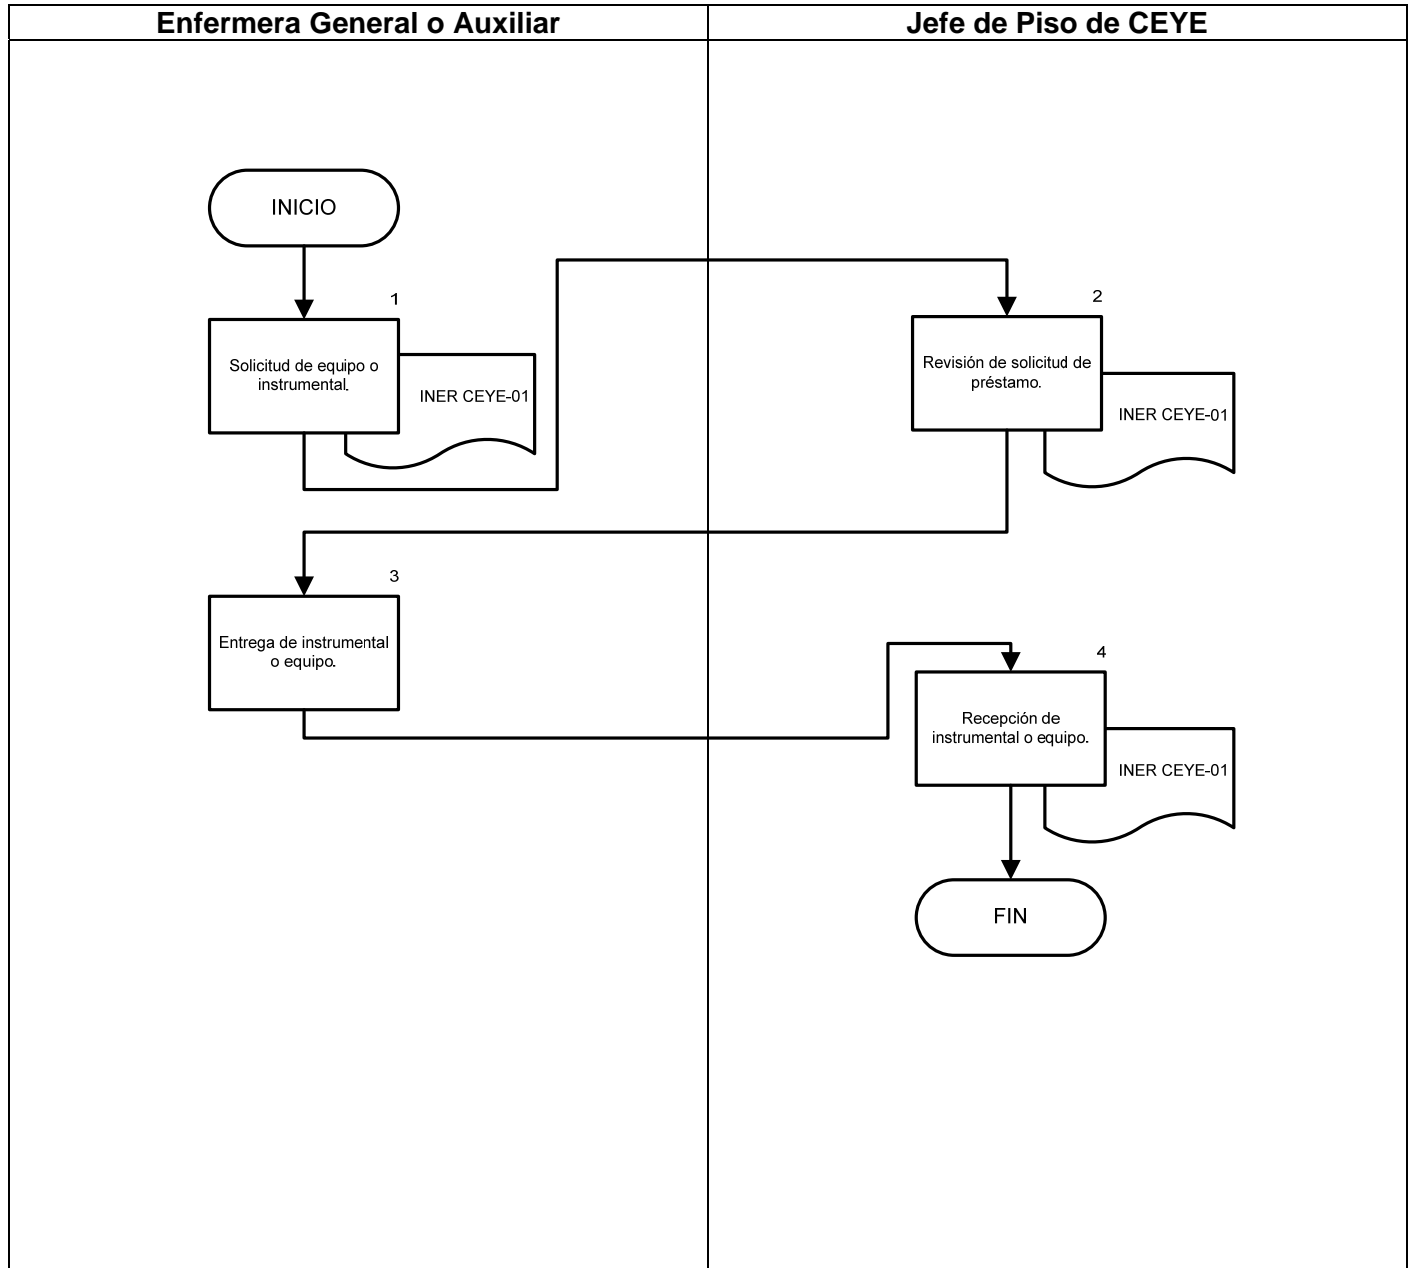 Enfermera General o Auxiliar
Jefe de Piso de CEYE
INICIO
1
Solicitud de equipo o
instrumental.
INER CEYE-01
2
Revisión de solicitud de
préstamo.
INER CEYE-01
3
Entrega de instrumental
o equipo.
4
Recepción de
instrumental o equipo.
INER CEYE-01
FIN